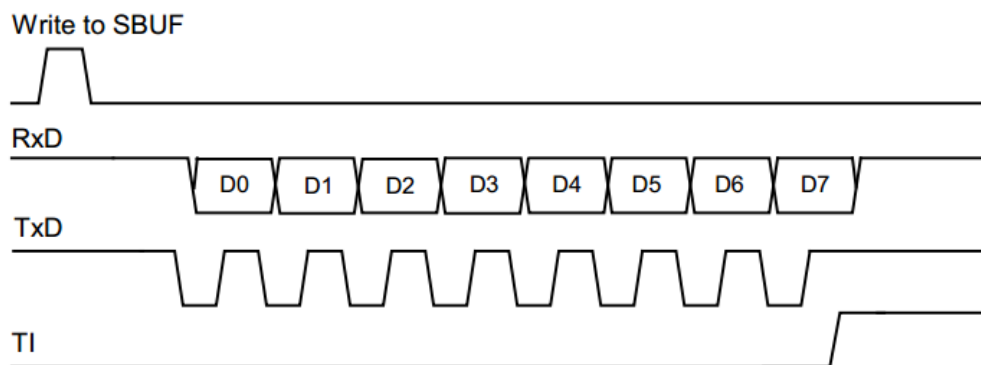 Write to SBUF
RxD
D0 D1 D2 D3 D4 D5 D6 D7
TxD
TI